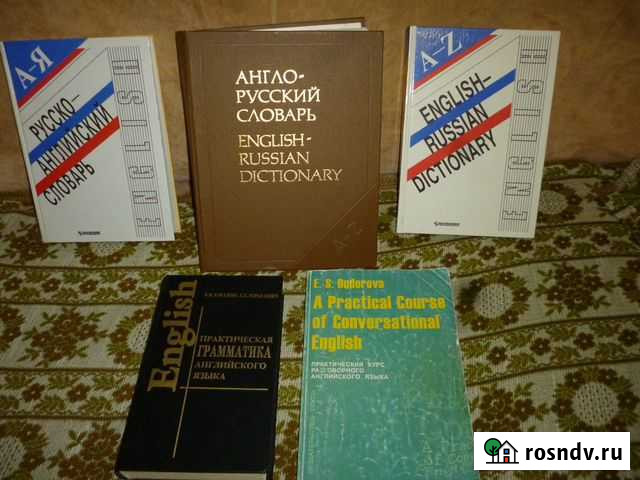 А-Я
РУССКО-
АНГЛИЙСКИЙ
СЛОВАРЬ
ENGLISH
АНГЛО-
РУССКИЙ
СЛОВАРЬ
ENGLISH-
RUSSIAN
DICTIONARY
A-Z
A-Z
ENGLISH-
RUSSIAN
DICTIONARY
ENGLISH
English
ПРАКТИЧЕСКАЯ
ГРАММАТИКА
АНГЛИЙСКОГО
ЯЗЫКА
E. S. Ogilorova
A Practical Course
of Conversational
English
ПРАКТИЧЕСКИЙ КУРС
РАЗГОВОРНОГО
АНГЛИЙСКОГО ЯЗЫКА
rosndv.ru